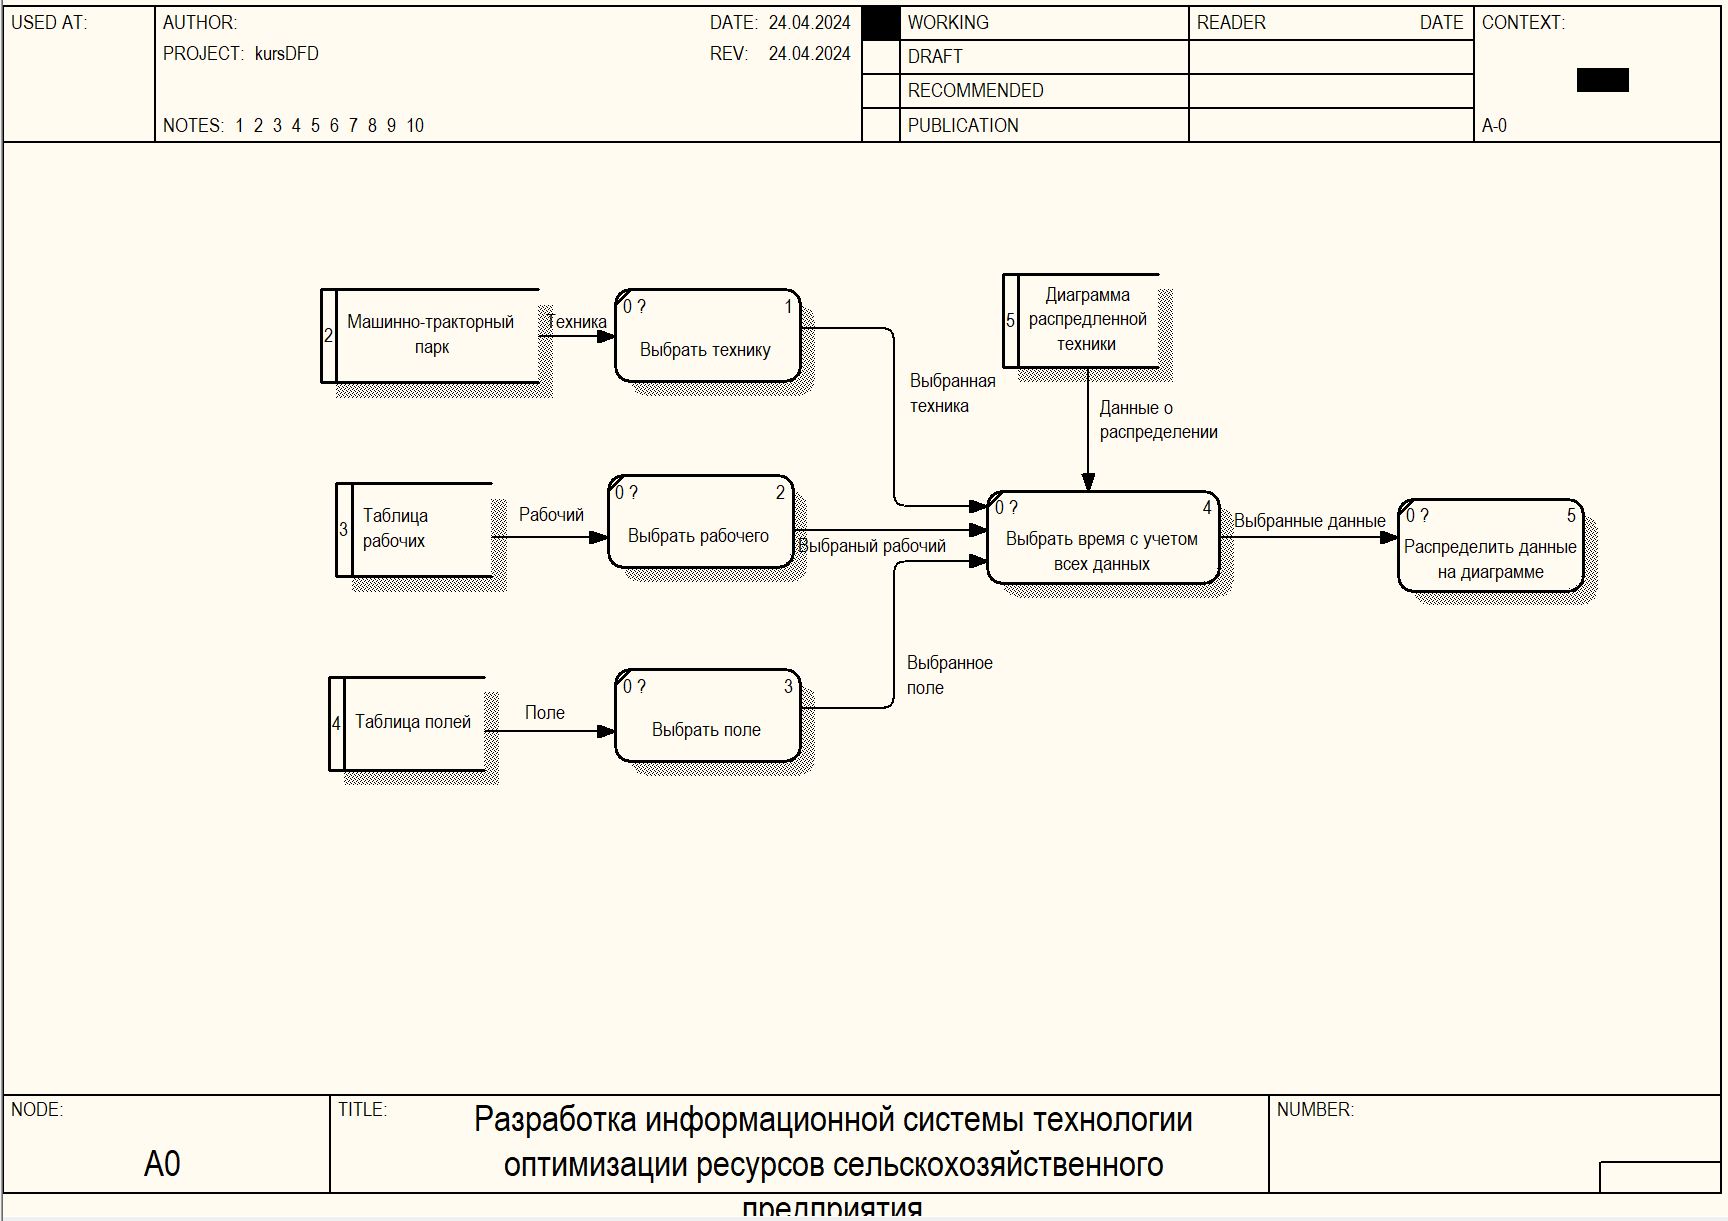 USED AT:
AUTHOR:
DATE: 24.04.2024
PROJECT: kursDFD
REV: 24.04.2024
NOTES: 1 2 3 4 5 6 7 8 9 10
WORKING
DRAFT
RECOMMENDED
PUBLICATION
READER
DATE
CONTEXT:
A-0
2
Машинно-тракторный
парк
Техника
0 ?
1
Выбрать технику
Выбранная
техника
5
Диаграмма
распредленной
техники
Данные о
распределении
3
Таблица
рабочих
Рабочий
0 ?
2
Выбрать рабочего
Выбраный рабочий
0 ?
4
Выбрать время с учетом
всех данных
Выбранные данные
0 ?
5
Распределить данные
на диаграмме
4
Таблица полей
Поле
0 ?
3
Выбрать поле
Выбранное
поле
NODE:
A0
TITLE:
Разработка информационной системы технологии
оптимизации ресурсов сельскохозяйственного
предприятия
NUMBER: